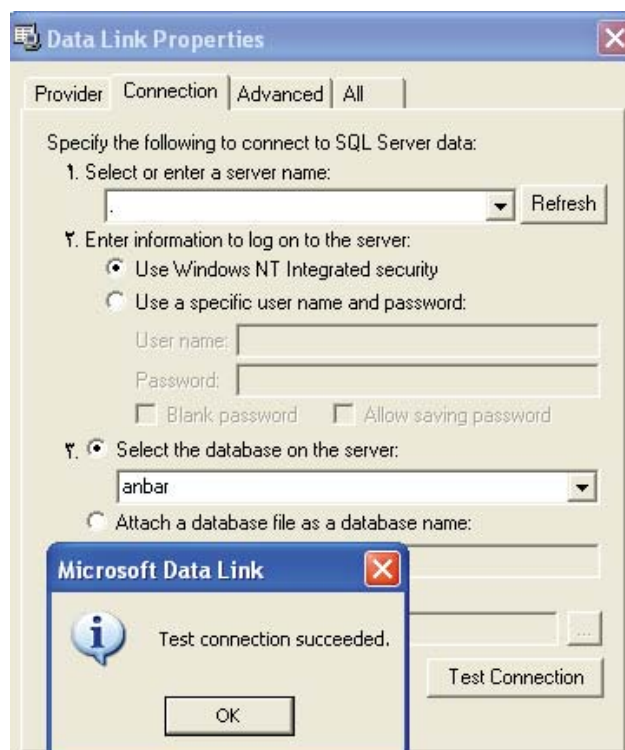 Data Link Properties
Provider Connection Advanced All
Specify the following to connect to SQL Server data:
۱. Select or enter a server name:
. Refresh
۲. Enter information to log on to the server:
Use Windows NT Integrated security
Use a specific user name and password:
User name:
Password:
Blank password Allow saving password
۳. Select the database on the server:
anbar
Attach a database file as a database name:
Microsoft Data Link
Test connection succeeded.
...
Test Connection
OK